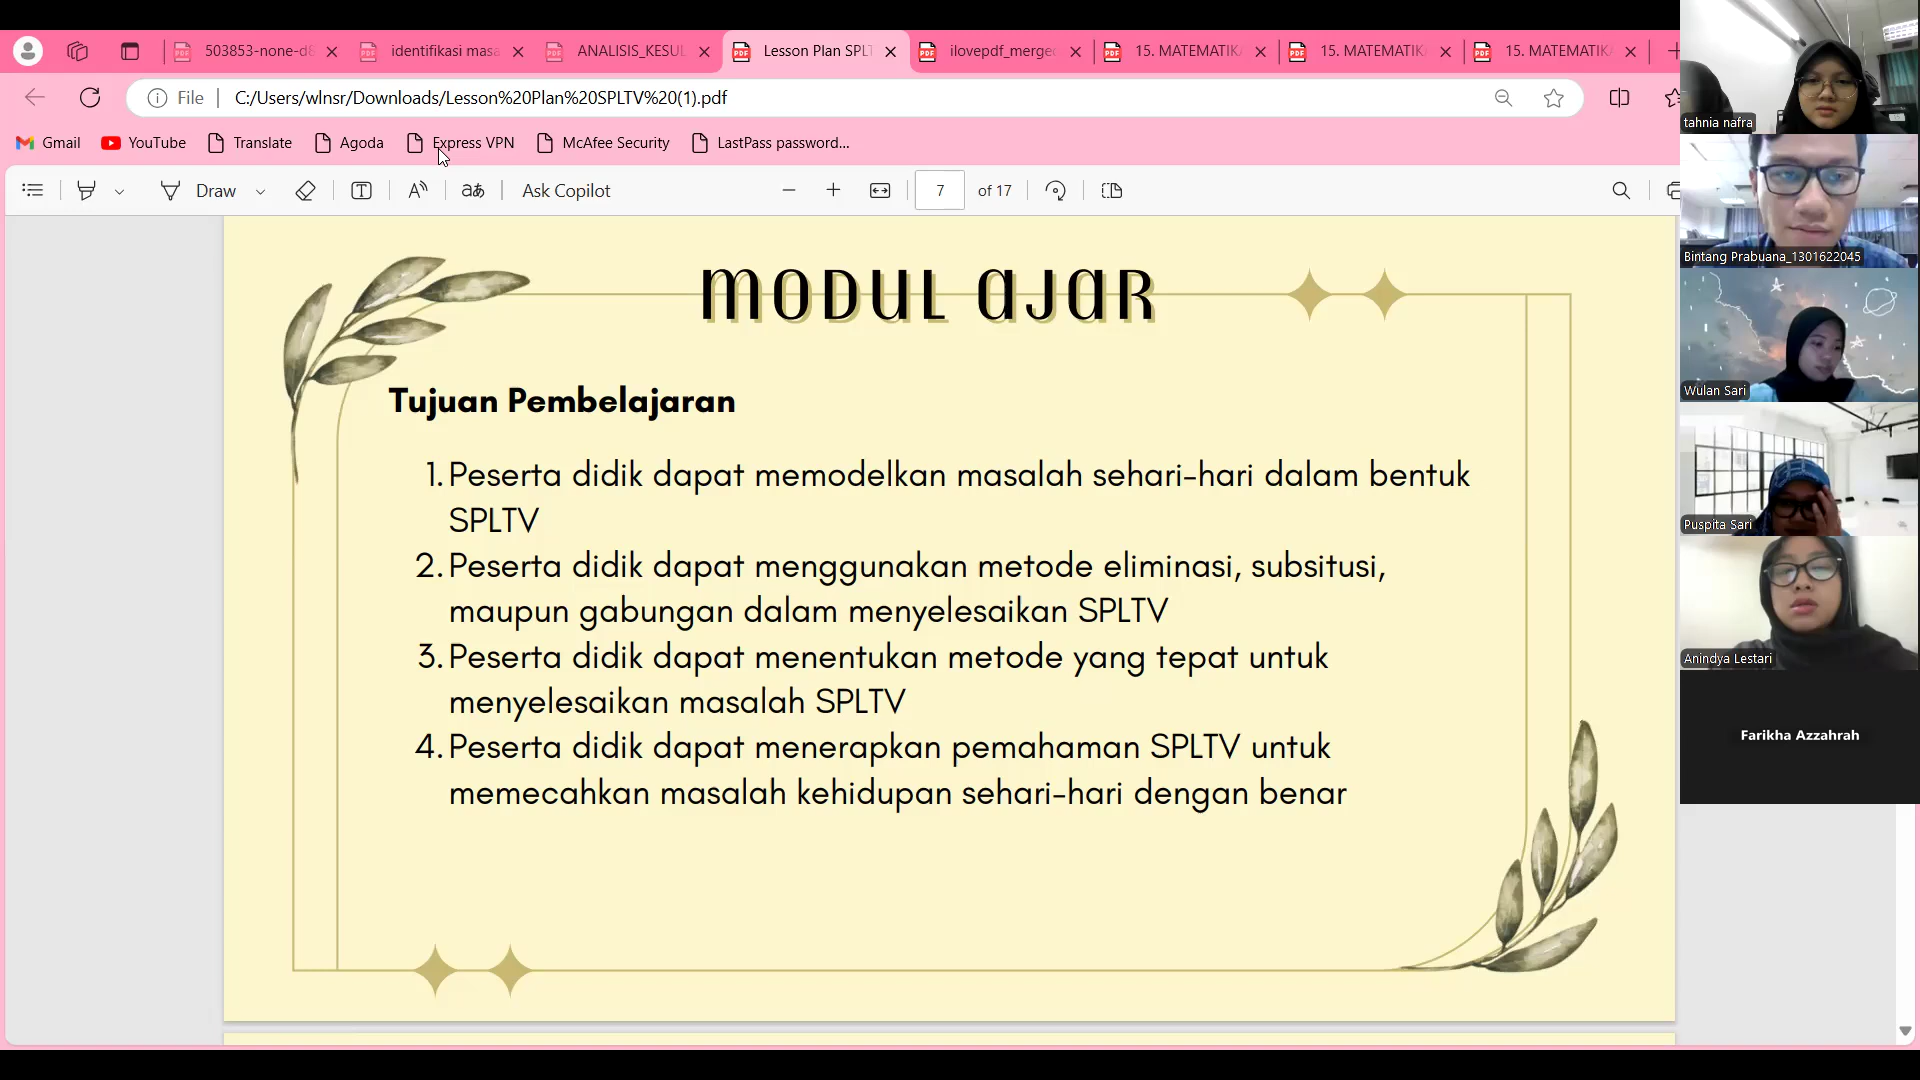 503853-none-d8
identifikasi masa
ANALISIS_KESUL
Lesson Plan SPLT
ilovepdf_merged
15. MATEMATIKA
15. MATEMATIK
15. MATEMATIKA
File
C:/Users/wlnsr/Downloads/Lesson%20Plan%20SPLTV%20(1).pdf
Gmail
YouTube
Translate
Agoda
Express VPN
McAfee Security
LastPass password...
Draw
Ask Copilot
7 of 17
MODUL AJAR
Tujuan Pembelajaran
1. Peserta didik dapat memodelkan masalah sehari-hari dalam bentuk
SPLTV
2. Peserta didik dapat menggunakan metode eliminasi, subsitusi,
maupun gabungan dalam menyelesaikan SPLTV
3. Peserta didik dapat menentukan metode yang tepat untuk
menyelesaikan masalah SPLTV
4. Peserta didik dapat menerapkan pemahaman SPLTV untuk
memecahkan masalah kehidupan sehari-hari dengan benar
tahnia nafra
Bintang Prabuana_1301622045
Wulan Sari
Puspita Sari
Anindya Lestari
Farikha Azzahrah